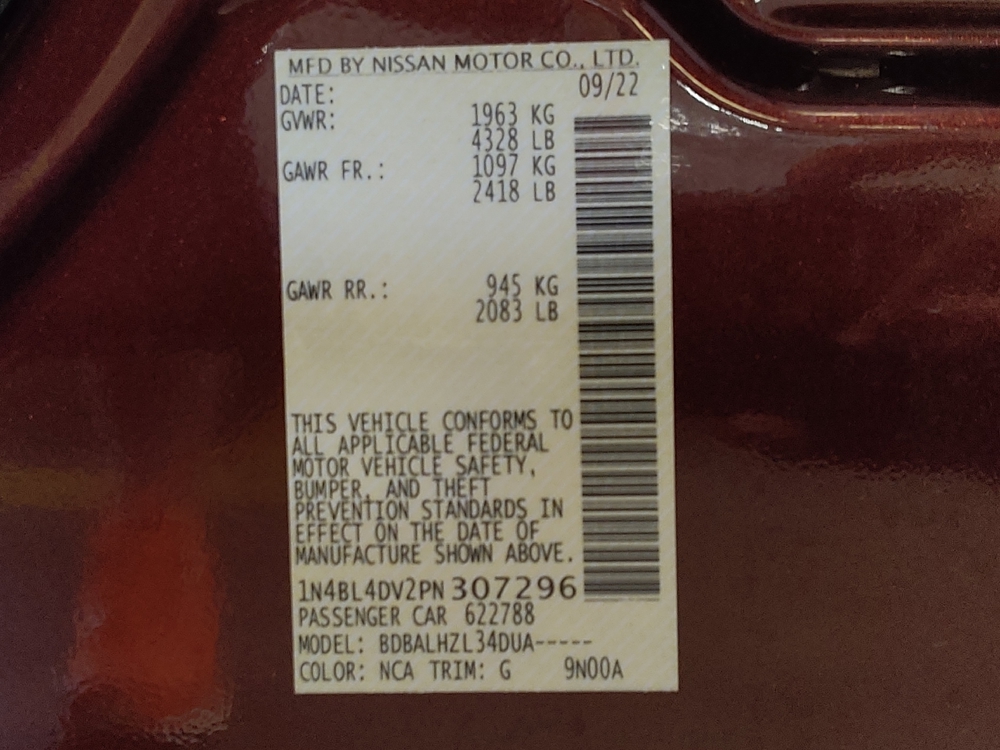 MFD BY NISSAN MOTOR CO., LTD.
DATE: 09/22
GVWR: 1963 KG
4328 LB
GAWR FR.: 1097 KG
2418 LB
GAWR RR.: 945 KG
2083 LB
THIS VEHICLE CONFORMS TO
ALL APPLICABLE FEDERAL
MOTOR VEHICLE SAFETY,
BUMPER, AND THEFT
PREVENTION STANDARDS IN
EFFECT ON THE DATE OF
MANUFACTURE SHOWN ABOVE.
1N4BL4DV2PN307296
PASSENGER CAR 622788
MODEL: BDBALHZL34DUA-----
COLOR: NCA TRIM: G 9N00A